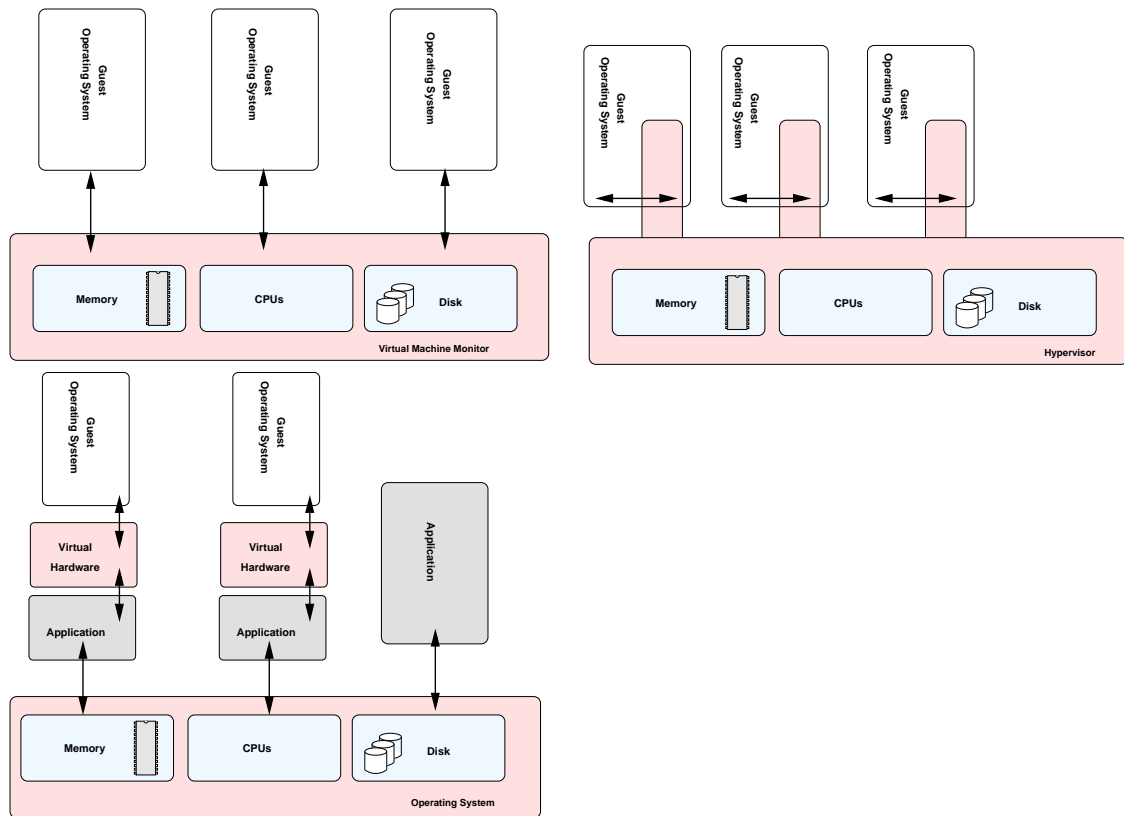 Guest
Operating System
Guest
Operating System
Guest
Operating System
Memory
CPUs
Disk
Virtual Machine Monitor
Guest
Operating System
Guest
Operating System
Guest
Operating System
Memory
CPUs
Disk
Hypervisor
Guest
Operating System
Guest
Operating System
Virtual
Hardware
Virtual
Hardware
Application
Application
Application
Memory
CPUs
Disk
Operating System